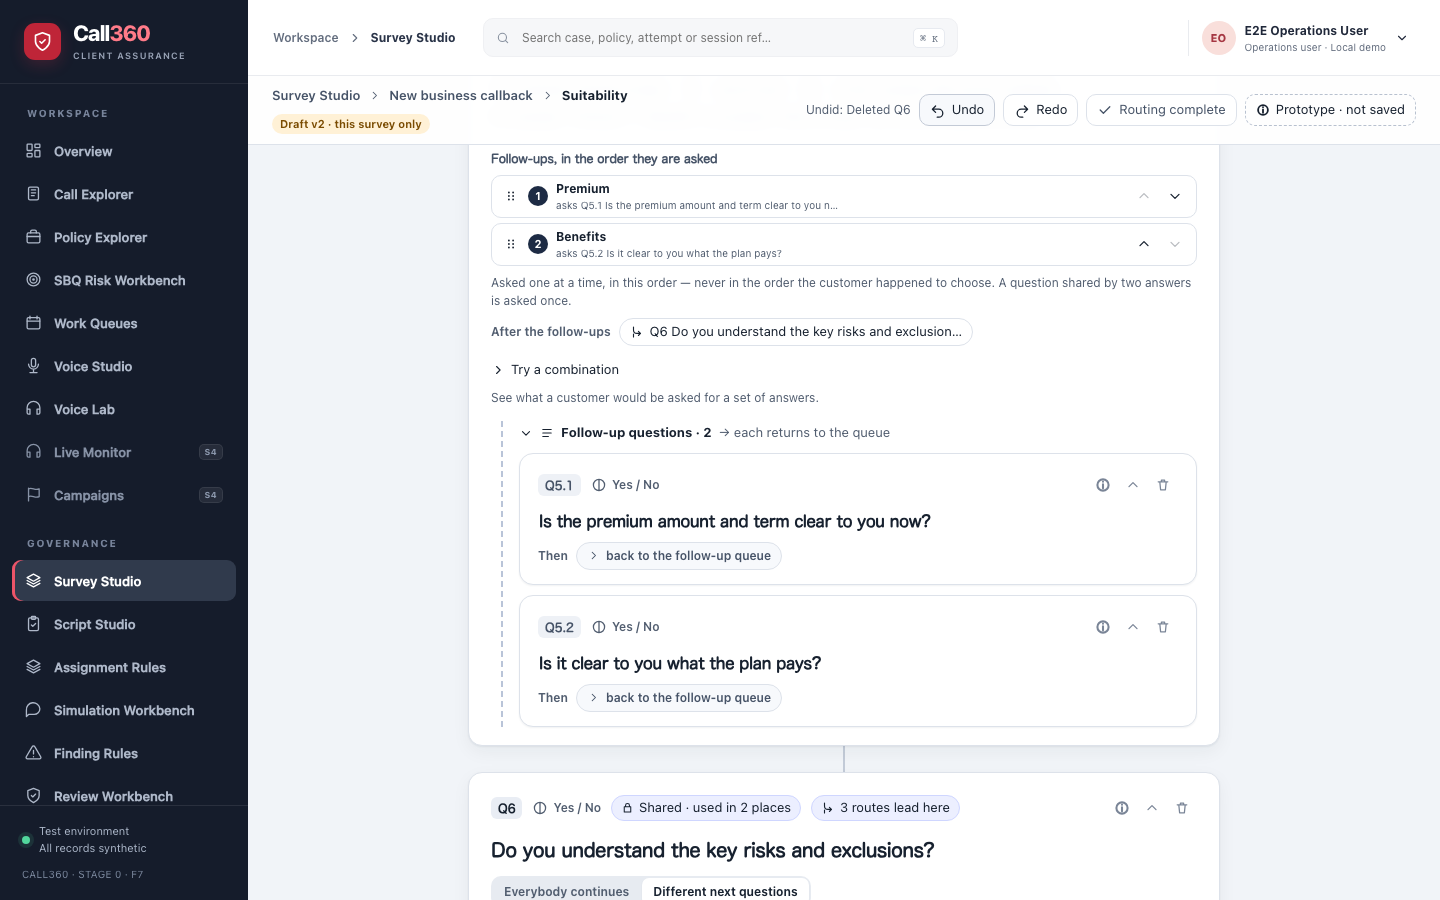 Call360
CLIENT ASSURANCE
WORKSPACE
Overview
Call Explorer
Policy Explorer
SBQ Risk Workbench
Work Queues
Voice Studio
Voice Lab
Live Monitor S4
Campaigns S4
GOVERNANCE
Survey Studio
Script Studio
Assignment Rules
Simulation Workbench
Finding Rules
Review Workbench
Test environment
All records synthetic
CALL360 · STAGE 0 · F7
Workspace > Survey Studio
Search case, policy, attempt or session ref...
⌘ K
EO
E2E Operations User
Operations user · Local demo
Survey Studio > New business callback > Suitability
Draft v2 · this survey only
Undid: Deleted Q6
Undo
Redo
Routing complete
Prototype · not saved
Follow-ups, in the order they are asked
1 Premium
asks Q5.1 Is the premium amount and term clear to you n...
2 Benefits
asks Q5.2 Is it clear to you what the plan pays?
Asked one at a time, in this order — never in the order the customer happened to choose. A question shared by two answers
is asked once.
After the follow-ups Q6 Do you understand the key risks and exclusion...
Try a combination
See what a customer would be asked for a set of answers.
Follow-up questions · 2 → each returns to the queue
Q5.1 Yes / No
Is the premium amount and term clear to you now?
Then back to the follow-up queue
Q5.2 Yes / No
Is it clear to you what the plan pays?
Then back to the follow-up queue
Q6 Yes / No Shared · used in 2 places 3 routes lead here
Do you understand the key risks and exclusions?
Everybody continues Different next questions